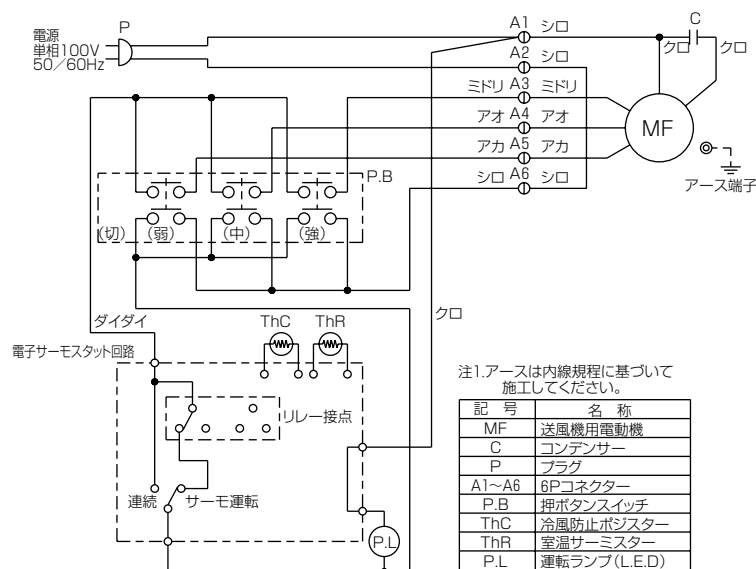 電源
単相100V
50／60Hz
P
A1 シロ
C
クロ クロ
A2 シロ
ミドリ A3 ミドリ
アオ A4 アオ
アカ A5 アカ
シロ A6 シロ
MF
アース端子
P.B
(切) (弱) (中) (強)
ダイダイ
クロ
ThC ThR
電子サーモスタット回路
リレー接点
連続 サーモ運転
P.L
注1.アースは内線規程に基づいて
施工してください。
記 号 名 称
MF 送風機用電動機
C コンデンサー
P プラグ
A1～A6 6Pコネクター
P.B 押ボタンスイッチ
ThC 冷風防止ポジスター
ThR 室温サーミスター
P.L 運転ランプ(L.E.D)